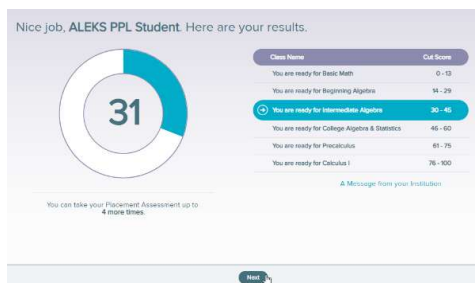 Nice job, ALEKS PPL Student. Here are your results.
31
You can take your Placement Assessment up to
4 more times.
Class Name Cut Score
You are ready for Basic Math 0 - 13
You are ready for Beginning Algebra 14 - 29
You are ready for Intermediate Algebra 30 - 45
You are ready for College Algebra & Statistics 46 - 60
You are ready for Precalculus 61 - 75
You are ready for Calculus I 76 - 100
A Message from your Institution
Next